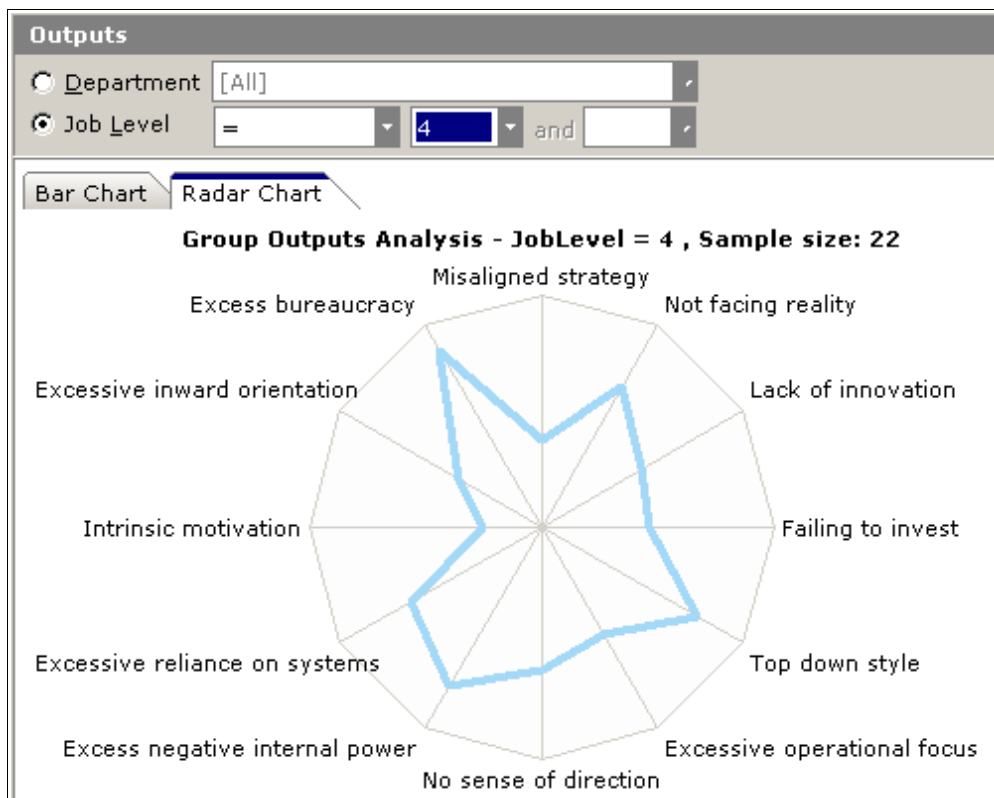 Outputs
Department [All]
Job Level = 4 and
Bar Chart Radar Chart
Group Outputs Analysis - JobLevel = 4 , Sample size: 22
Misaligned strategy
Excess bureaucracy Not facing reality
Excessive inward orientation Lack of innovation
Intrinsic motivation Failing to invest
Excessive reliance on systems Top down style
Excess negative internal power Excessive operational focus
No sense of direction